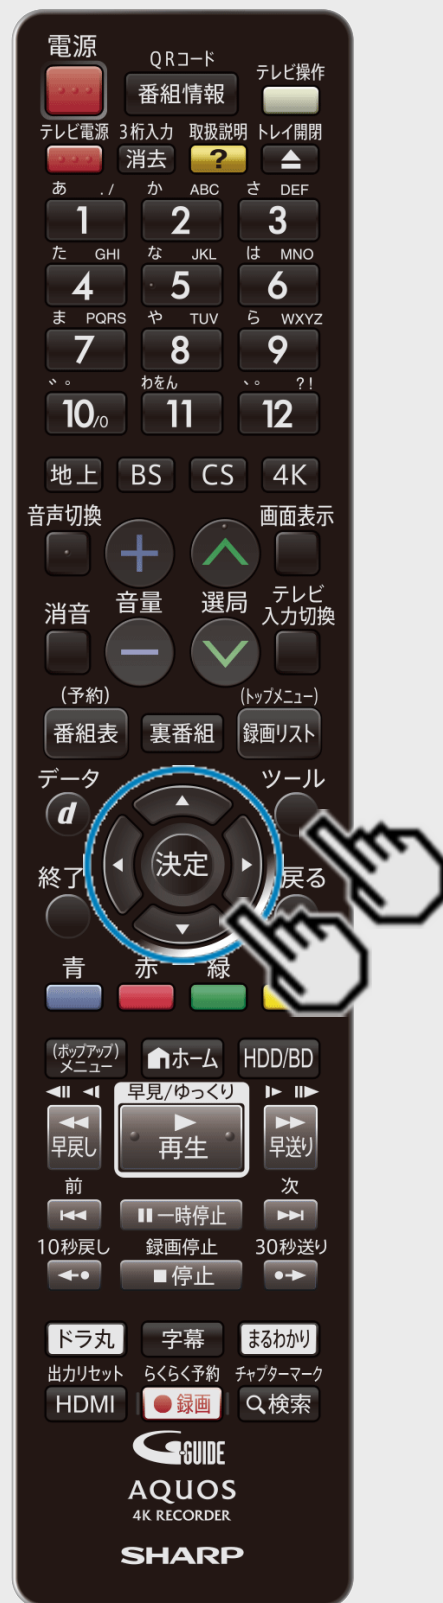 電源
QRコード
テレビ操作
番組情報
テレビ電源 3桁入力 取扱説明 トレイ開閉
消去 ?
あ ./ か ABC さ DEF
1 2 3
た GHI な JKL は MNO
4 5 6
ま PQRS や TUV ら WXYZ
7 8 9
゛゜ わをん 、。 ?!
10/0 11 12
地上 BS CS 4K
音声切換 画面表示
+
消音 音量 選局 テレビ
入力切換
−
(予約) (トップメニュー)
番組表 裏番組 録画リスト
データ ツール
d
決定
終了 戻る
青 赤 緑
(ポップアップ)
メニュー ホーム HDD/BD
早見/ゆっくり
早戻し 再生 早送り
前 次
一時停止
10秒戻し 録画停止 30秒送り
停止
ドラ丸 字幕 まるわかり
出力リセット らくらく予約 チャプターマーク
HDMI 録画 検索
G-GUIDE
AQUOS
4K RECORDER
SHARP